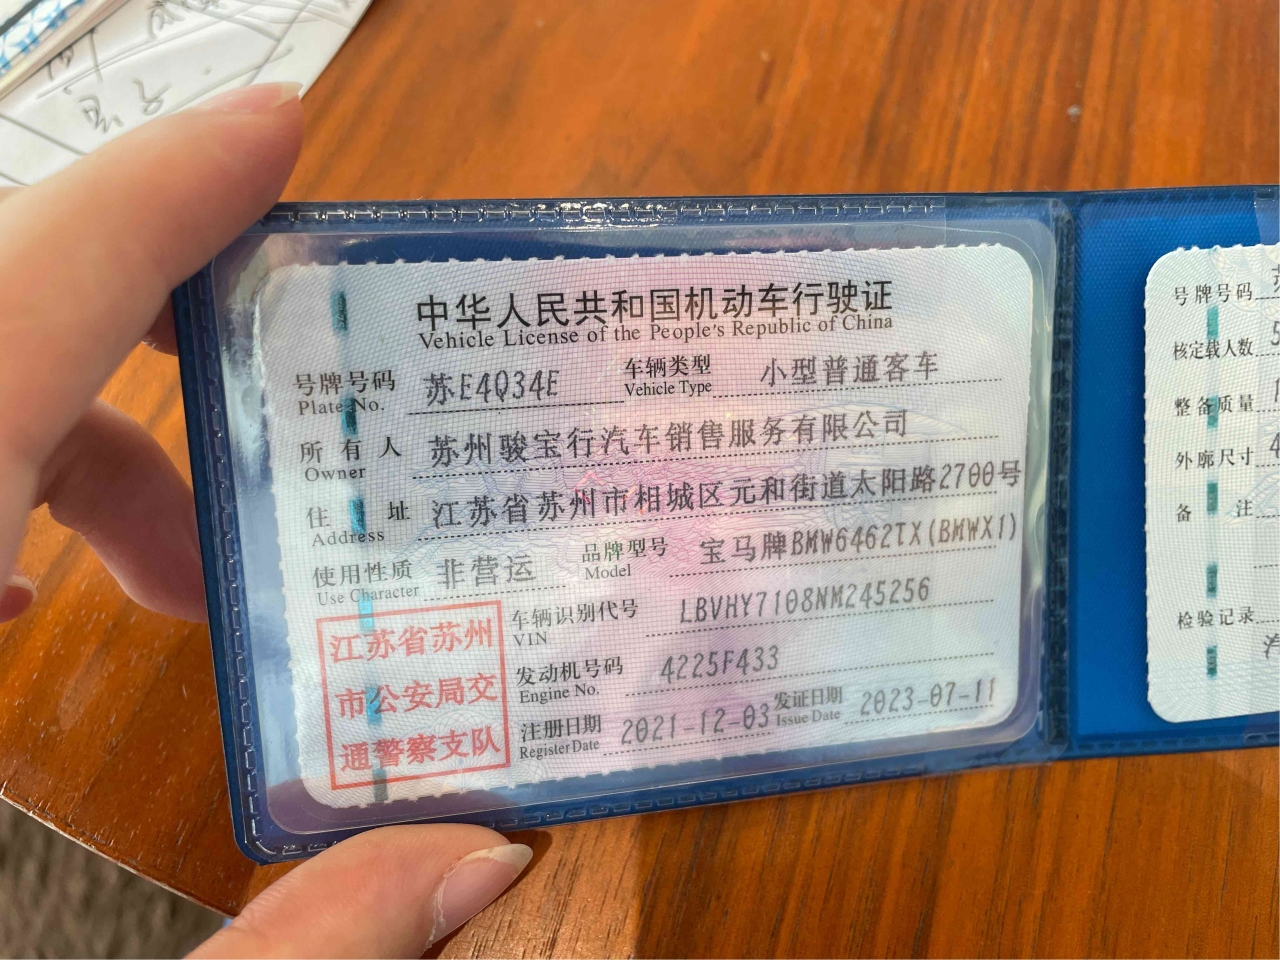 中华人民共和国机动车行驶证
Vehicle License of the People's Republic of China
号牌号码 苏E4Q34E 车辆类型 小型普通客车
Plate No. Vehicle Type
所有人 苏州骏宝行汽车销售服务有限公司
Owner
住址 江苏省苏州市相城区元和街道太阳路2700号
Address
使用性质 非营运 品牌型号 宝马牌BMW6462TX(BMWX1)
Use Character Model
车辆识别代号 LBVHY7108NM245256
VIN
发动机号码 4225F433
Engine No.
注册日期 2021-12-03 发证日期 2023-07-11
Register Date Issue Date
江苏省苏州
市公安局交
通警察支队
号牌号码
核定载人数 5
整备质量
外廓尺寸 4
备注
检验记录